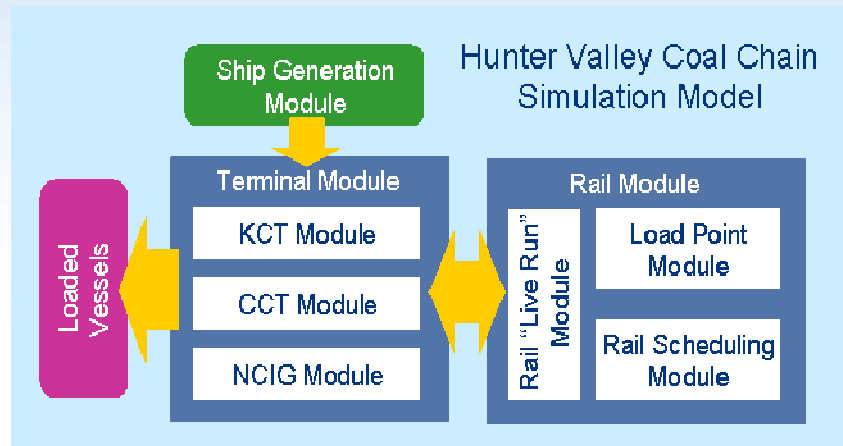 Hunter Valley Coal Chain
Simulation Model
Ship Generation
Module
Terminal Module
KCT Module
CCT Module
NCIG Module
Loaded
Vessels
Rail Module
Rail “Live Run”
Module
Load Point
Module
Rail Scheduling
Module